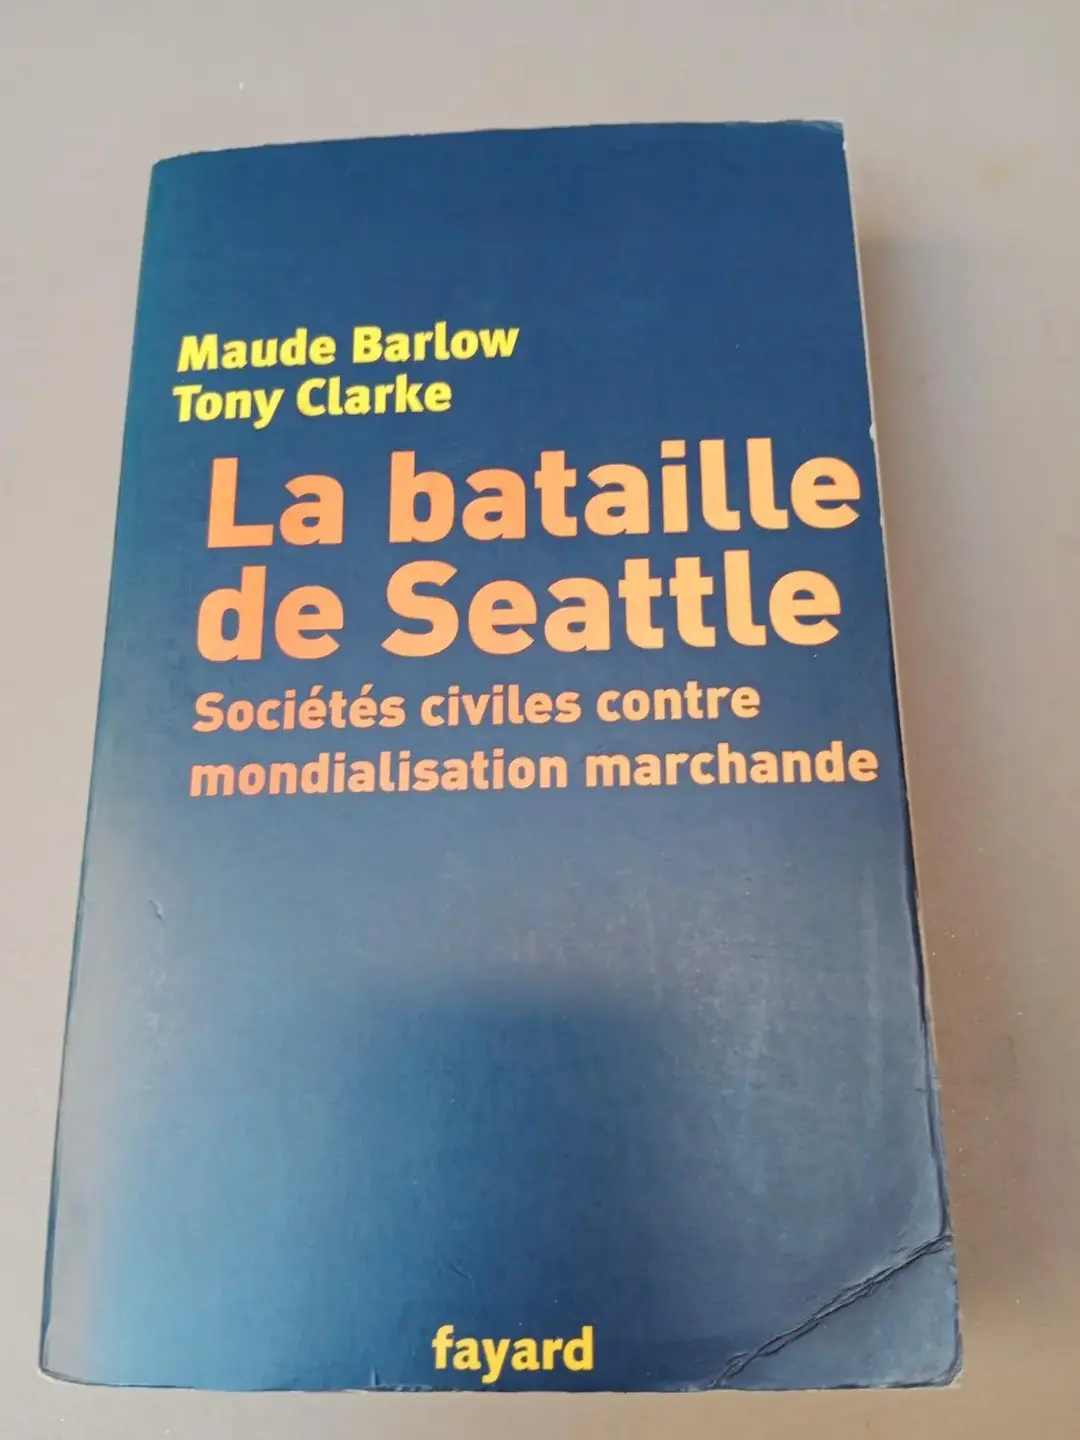 Maude Barlow
Tony Clarke
La bataille
de Seattle
Sociétés civiles contre
mondialisation marchande
fayard